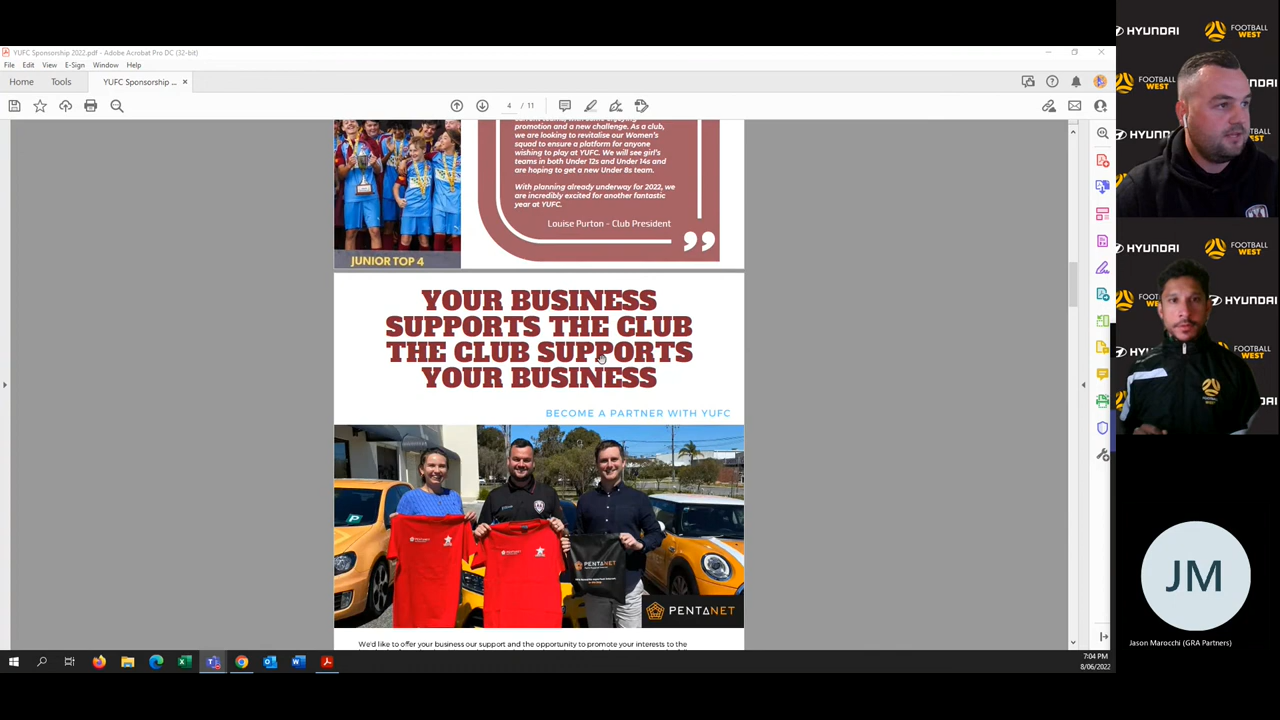 YUFC Sponsorship 2022.pdf - Adobe Acrobat Pro DC (32-bit)
File Edit View E-Sign Window Help
Home Tools YUFC Sponsorship ... ×
4 / 11
promotion and a new challenge. As a club,
we are looking to revitalise our Women's
squad to ensure a platform for anyone
wishing to play at YUFC. We will see girl's
teams in both Under 12s and Under 14s and
are hoping to get a new Under 8s team.
With planning already underway for 2022, we
are incredibly excited for another fantastic
year at YUFC.
Louise Purton - Club President
JUNIOR TOP 4
YOUR BUSINESS
SUPPORTS THE CLUB
THE CLUB SUPPORTS
YOUR BUSINESS
BECOME A PARTNER WITH YUFC
P
PENTANET
PENTANET
We'd like to offer your business our support and the opportunity to promote your interests to the
7:04 PM
8/06/2022
HYUNDAI FOOTBALL WEST
HYUNDAI FOOTBALL WEST
HYUNDAI
JM
Jason Marocchi (GRA Partners)